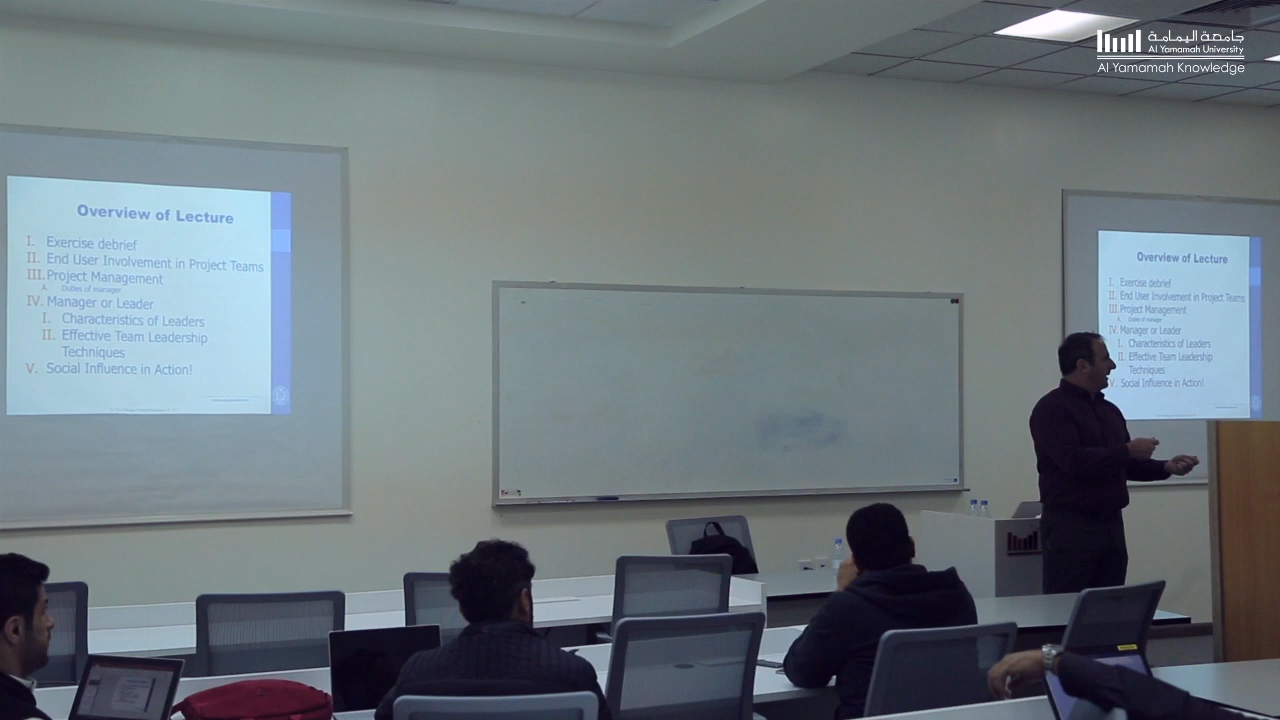 جامعة اليمامة
Al Yamamah University
Al Yamamah Knowledge
Overview of Lecture
I. Exercise debrief
II. End User Involvement in Project Teams
III. Project Management
A. Duties of manager
IV. Manager or Leader
I. Characteristics of Leaders
II. Effective Team Leadership
Techniques
V. Social Influence in Action!
Overview of Lecture
I. Exercise debrief
II. End User Involvement in Project Teams
III. Project Management
A. Duties of manager
IV. Manager or Leader
I. Characteristics of Leaders
II. Effective Team Leadership
Techniques
V. Social Influence in Action!